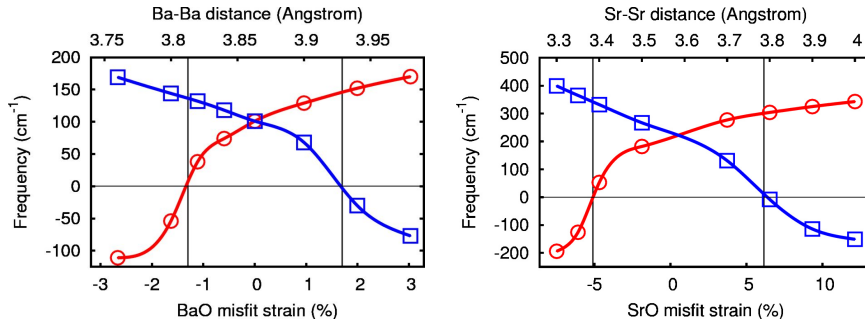 Ba-Ba distance (Angstrom)
3.75 3.8 3.85 3.9 3.95
Frequency (cm-1)
200
150
100
50
0
-50
-100
-3 -2 -1 0 1 2 3
BaO misfit strain (%)
Sr-Sr distance (Angstrom)
3.3 3.4 3.5 3.6 3.7 3.8 3.9 4
Frequency (cm-1)
500
400
300
200
100
0
-100
-200
-5 0 5 10
SrO misfit strain (%)